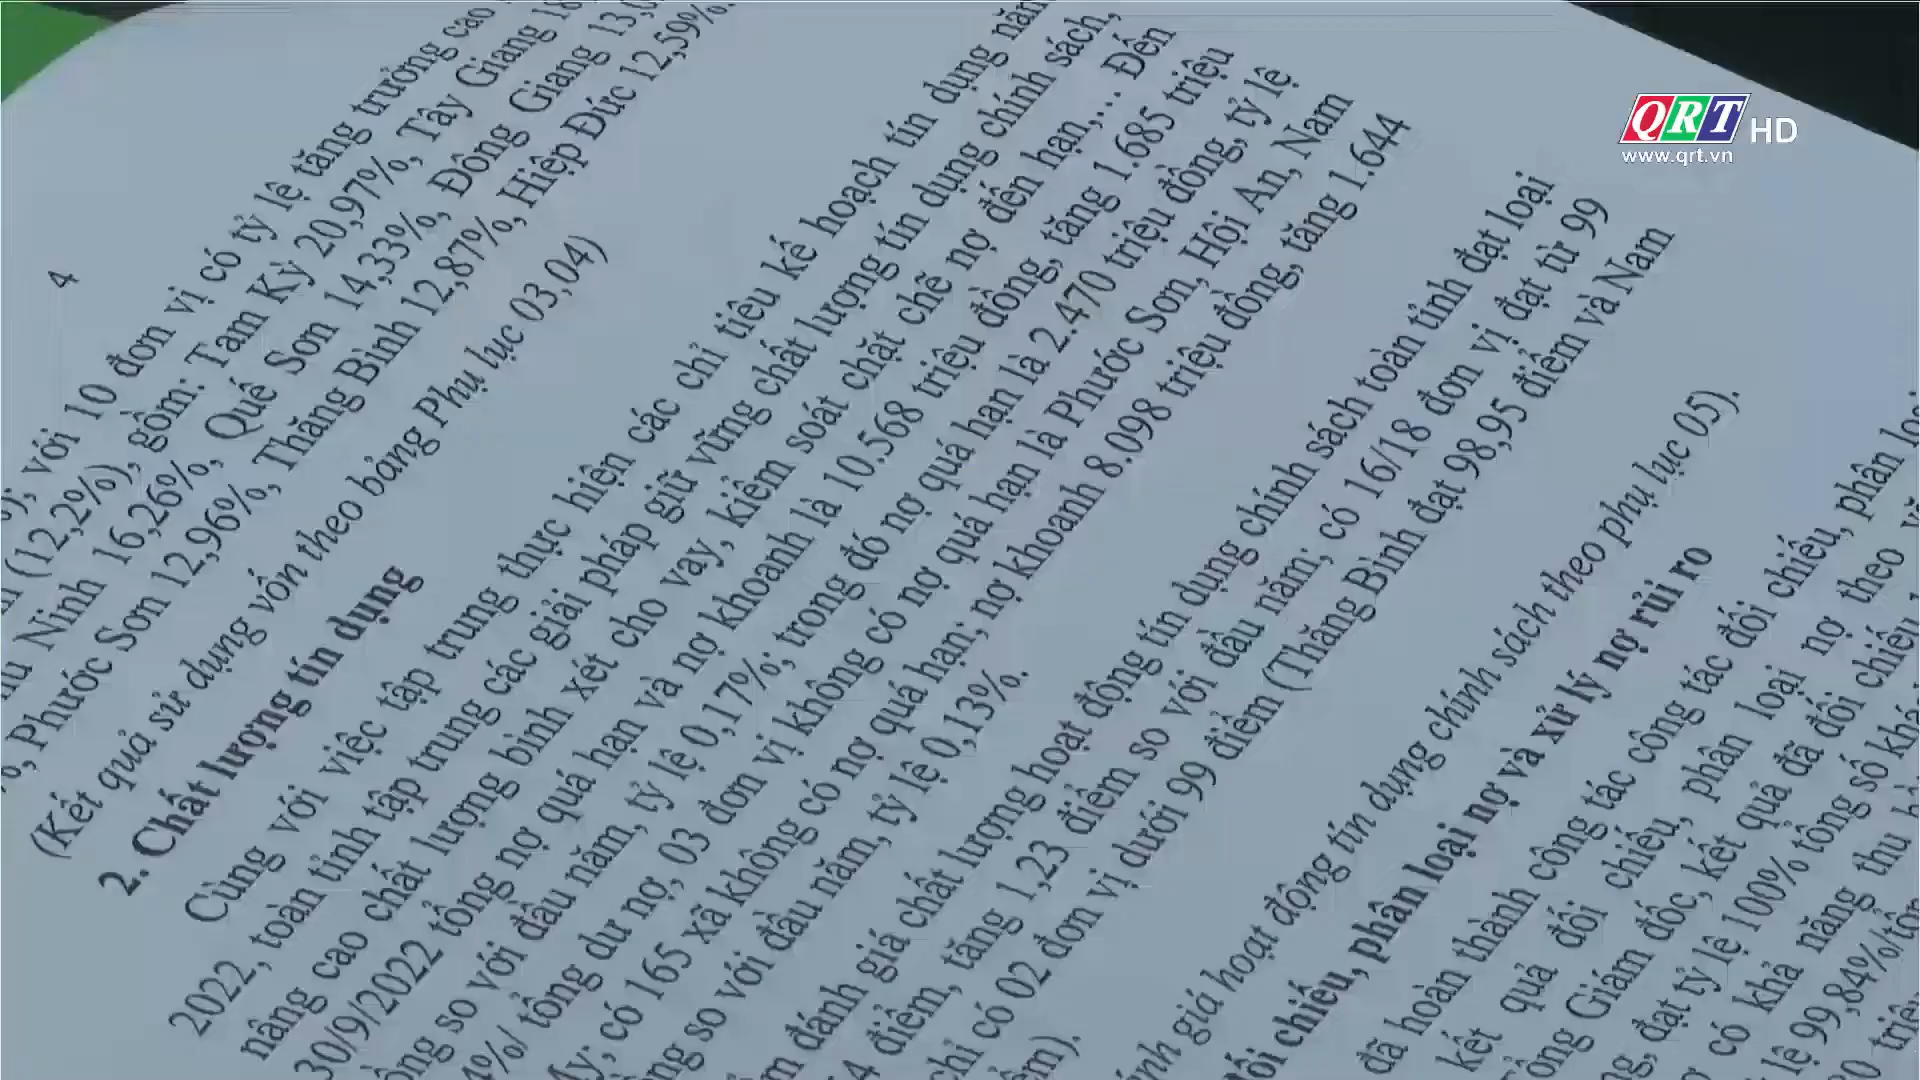 4
với 10 đơn vị có tỷ lệ tăng trưởng cao
(12,2%), gồm: Tam Kỳ 20,97%, Tây Giang 18
Ninh 16,26%, Quế Sơn 14,33%, Đông Giang 13,0
Phước Sơn 12,96%, Thăng Bình 12,87%, Hiệp Đức 12,59%.
(Kết quả sử dụng vốn theo bảng Phụ lục 03,04)
2. Chất lượng tín dụng
Cùng với việc tập trung thực hiện các chỉ tiêu kế hoạch tín dụng năm
2022, toàn tỉnh tập trung các giải pháp giữ vững chất lượng tín dụng chính sách,
nâng cao chất lượng bình xét cho vay, kiểm soát chặt chẽ nợ đến hạn,... Đến
30/9/2022 tổng nợ quá hạn và nợ khoanh là 10.568 triệu đồng, tăng 1.685 triệu
so với đầu năm, tỷ lệ 0,17%; trong đó nợ quá hạn là 2.470 triệu đồng, tỷ lệ
4%/ tổng dư nợ, 03 đơn vị không có nợ quá hạn là Phước Sơn, Hội An, Nam
có 165 xã không có nợ quá hạn; nợ khoanh 8.098 triệu đồng, tăng 1.644
so với đầu năm, tỷ lệ 0,13%.
đánh giá chất lượng hoạt động tín dụng chính sách toàn tỉnh đạt loại
điểm, tăng 1,23 điểm so với đầu năm; có 16/18 đơn vị đạt từ 99
chỉ có 02 đơn vị dưới 99 điểm (Thăng Bình đạt 98,95 điểm và Nam
giá hoạt động tín dụng chính sách theo phụ lục 05).
chiếu, phân loại nợ và xử lý nợ rủi ro
đã hoàn thành công tác công tác đối chiếu, phân loại
kết quả đối chiếu, phân loại nợ theo
Giám đốc, kết quả đã đối chiếu
đạt tỷ lệ 100% tổng số
có khả năng thu
lệ 99,84%/
QRT HD
www.qrt.vn